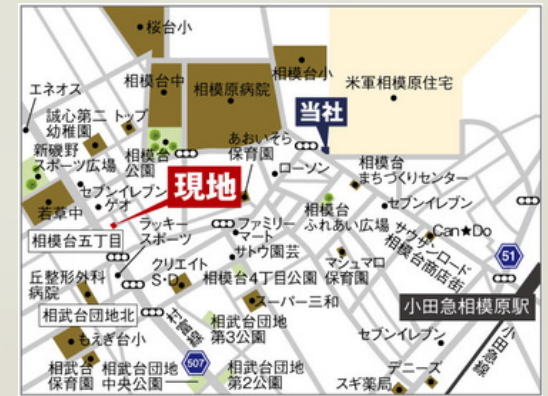 桜台小
エネオス
相模台中
相模原病院
相模台小
米軍相模原住宅
誠心第二
幼稚園
トップ
当社
あおいそら
保育園
新磯野
スポーツ広場
相模台
公園
ローソン
相模台
まちづくりセンター
現地
セブンイレブン
ゲオ
若草中
セブンイレブン
相模台
ふれあい広場
ラッキー
スポーツ
ファミリー
マート
Can★Do
相模台五丁目
サウザンロード
相模台商店街
サトウ園芸
51
丘整形外科
病院
クリエイト
S・D
相模台4丁目公園
マシュマロ
保育園
スーパー三和
小田急相模原駅
相武台団地北
村富線
相武台団地
第3公園
小田急線
もえぎ台小
セブンイレブン
相武台
保育園
相武台団地
中央公園
507
相武台団地
第2公園
デニーズ
スギ薬局